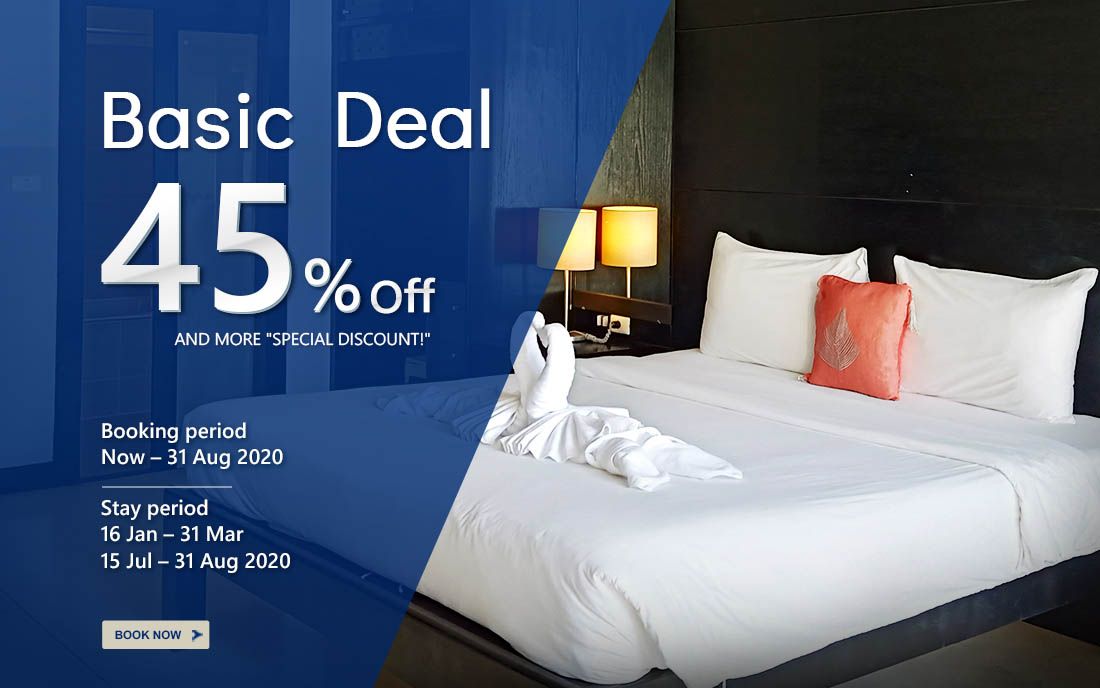 Basic Deal
45% Off
AND MORE "SPECIAL DISCOUNT!"
Booking period
Now – 31 Aug 2020
Stay period
16 Jan – 31 Mar
15 Jul – 31 Aug 2020
BOOK NOW